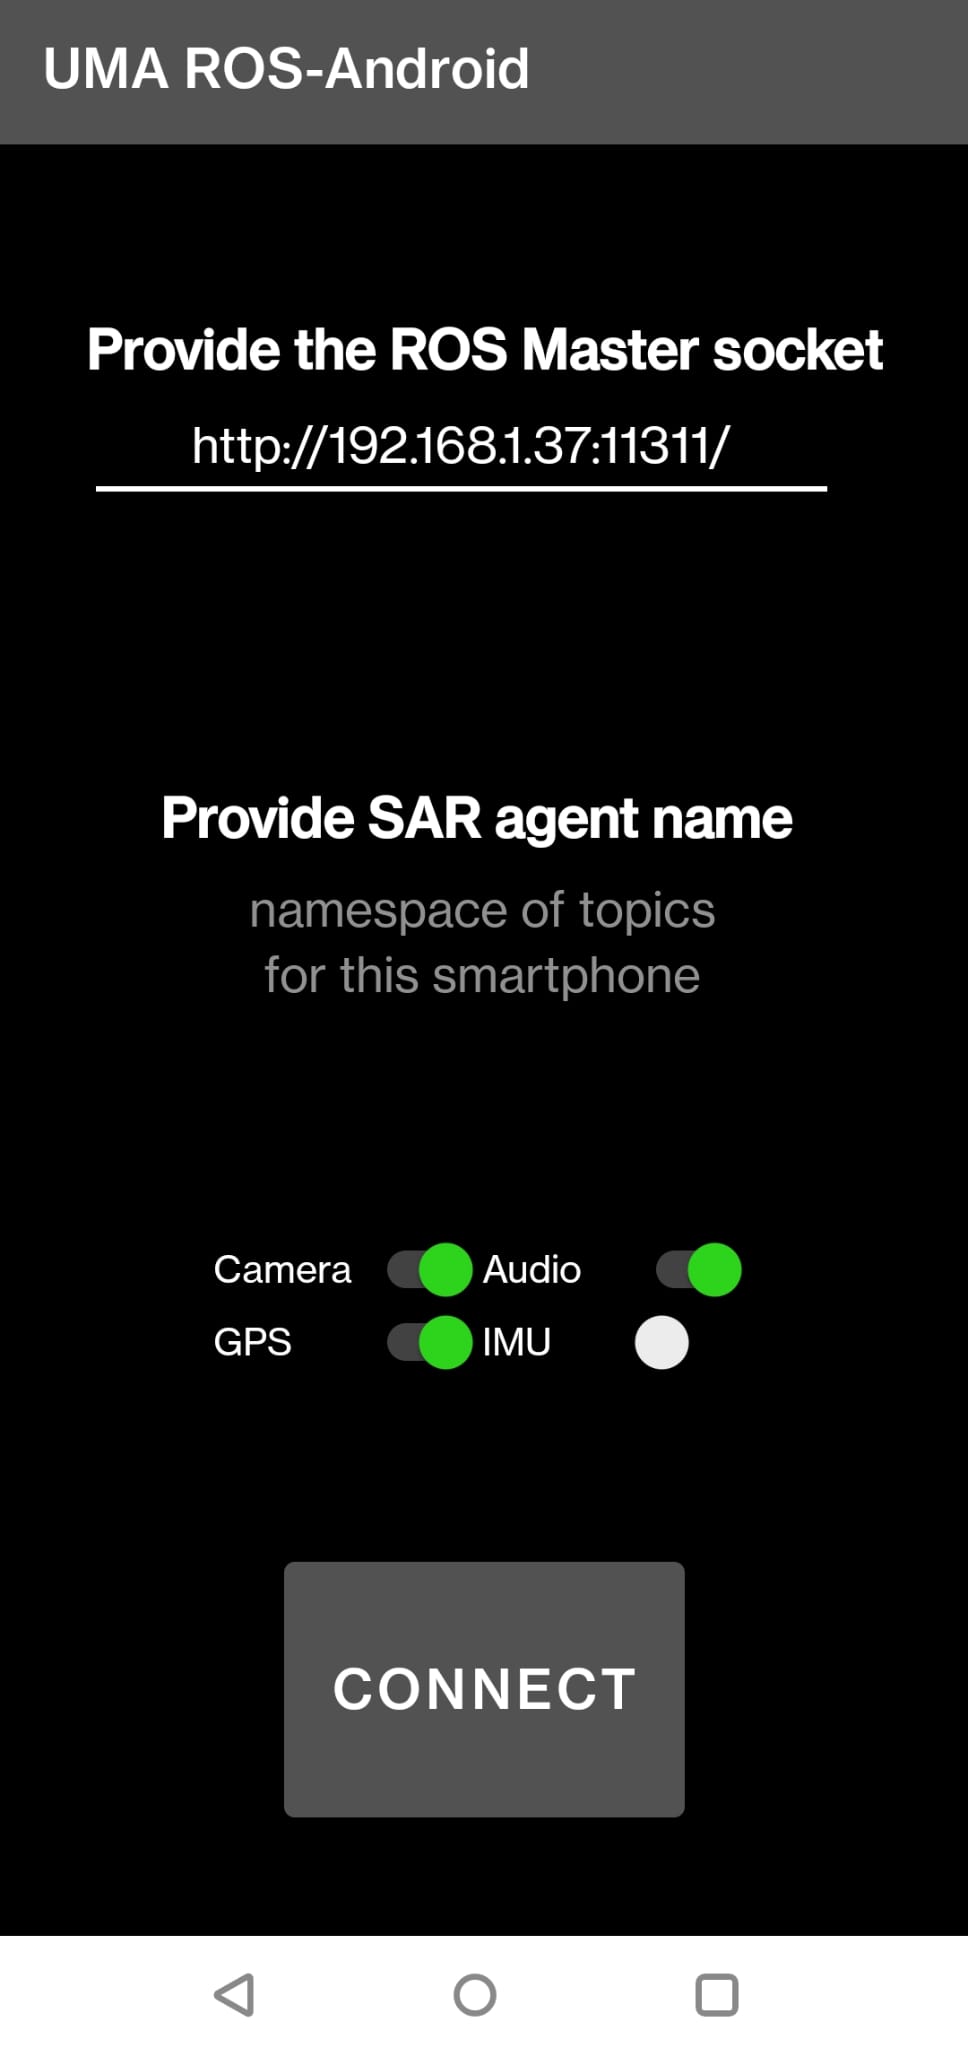 UMA ROS-Android
Provide the ROS Master socket
http://192.168.1.37:11311/
Provide SAR agent name
namespace of topics
for this smartphone
Camera Audio
GPS IMU
CONNECT